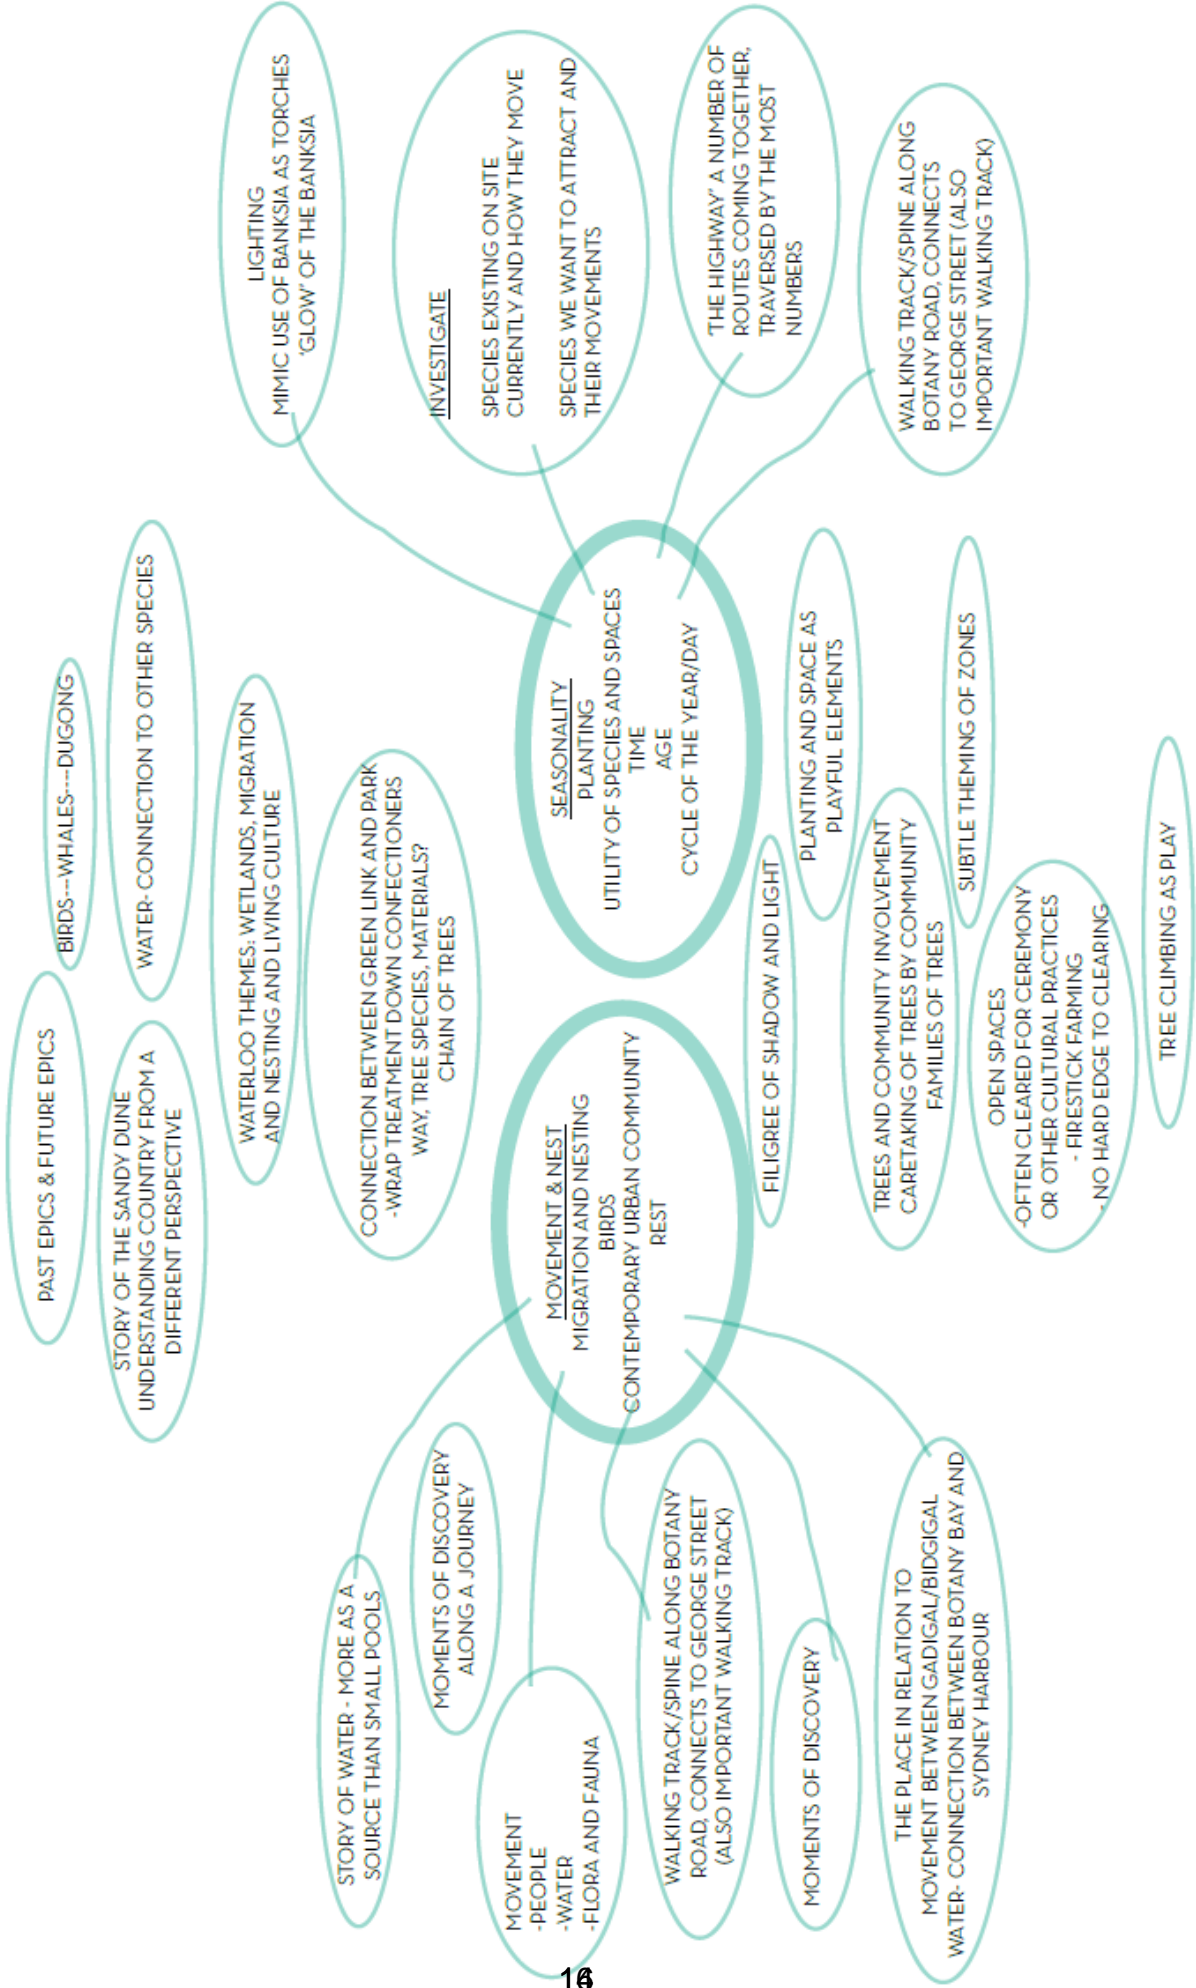 PAST EPICS & FUTURE EPICS
BIRDS---WHALES---DUGONG
STORY OF THE SANDY DUNE
UNDERSTANDING COUNTRY FROM A
DIFFERENT PERSPECTIVE
WATER- CONNECTION TO OTHER SPECIES
WATERLOO THEMES: WETLANDS, MIGRATION
AND NESTING AND LIVING CULTURE
CONNECTION BETWEEN GREEN LINK AND PARK
-WRAP TREATMENT DOWN CONFECTIONERS
WAY, TREE SPECIES, MATERIALS?
CHAIN OF TREES
STORY OF WATER - MORE AS A
SOURCE THAN SMALL POOLS
MOMENTS OF DISCOVERY
ALONG A JOURNEY
MOVEMENT
-PEOPLE
-WATER
-FLORA AND FAUNA
WALKING TRACK/SPINE ALONG BOTANY
ROAD, CONNECTS TO GEORGE STREET
(ALSO IMPORTANT WALKING TRACK)
MOMENTS OF DISCOVERY
THE PLACE IN RELATION TO
MOVEMENT BETWEEN GADIGAL/BIDGIGAL
WATER- CONNECTION BETWEEN BOTANY BAY AND
SYDNEY HARBOUR
MOVEMENT & NEST
MIGRATION AND NESTING
BIRDS
CONTEMPORARY URBAN COMMUNITY
REST
SEASONALITY
PLANTING
UTILITY OF SPECIES AND SPACES
TIME
AGE
CYCLE OF THE YEAR/DAY
LIGHTING
MIMIC USE OF BANKSIA AS TORCHES
'GLOW' OF THE BANKSIA
INVESTIGATE
SPECIES EXISTING ON SITE
CURRENTLY AND HOW THEY MOVE
SPECIES WE WANT TO ATTRACT AND
THEIR MOVEMENTS
'THE HIGHWAY' A NUMBER OF
ROUTES COMING TOGETHER,
TRAVERSED BY THE MOST
NUMBERS
WALKING TRACK/SPINE ALONG
BOTANY ROAD, CONNECTS
TO GEORGE STREET (ALSO
IMPORTANT WALKING TRACK)
FILIGREE OF SHADOW AND LIGHT
PLANTING AND SPACE AS
PLAYFUL ELEMENTS
TREES AND COMMUNITY INVOLVEMENT
CARETAKING OF TREES BY COMMUNITY
FAMILIES OF TREES
SUBTLE THEMING OF ZONES
OPEN SPACES
-OFTEN CLEARED FOR CEREMONY
OR OTHER CULTURAL PRACTICES
- FIRESTICK FARMING
- NO HARD EDGE TO CLEARING
TREE CLIMBING AS PLAY